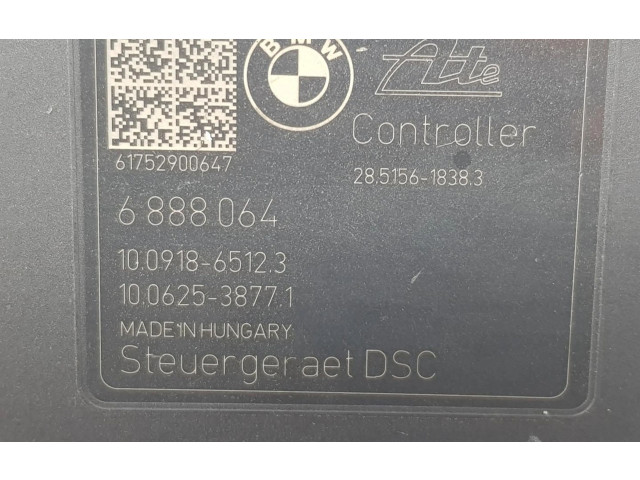 BMW Ate
Controller
61752900647
28.5156-1838.3
6 888 064
10.0918-6512.3
10.0625-3877.1
MADE IN HUNGARY
Steuergeraet DSC